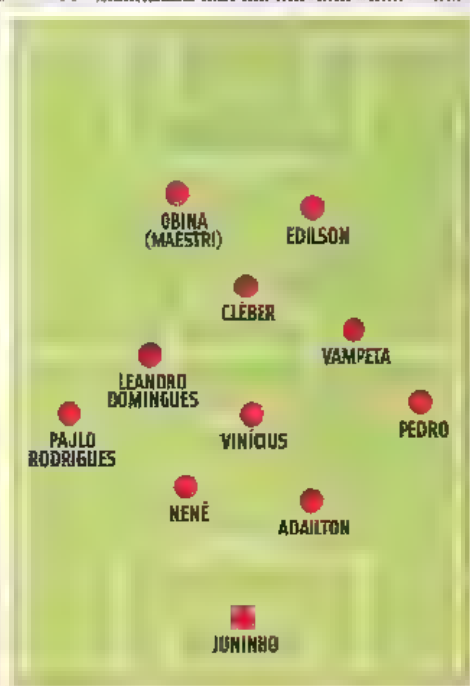 OBINA
(MAESTRI)
EDILSON
CLÉBER
VAMPETA
LEANDRO
DOMINGUES
PEDRO
PAULO
RODRIGUES
VINÍCIUS
NENÊ
ADAILTON
JUNINHO